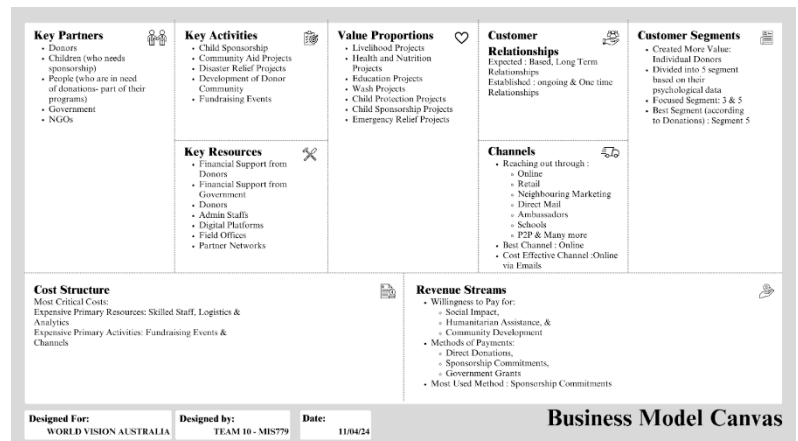 Key Partners
Donors
Children (who needs
sponsorship)
People (who are in need
of donations- part of their
programs)
Government
NGOs
Key Activities
Child Sponsorship
Community Aid Projects
Disaster Relief Projects
Development of Donor
Community
Fundraising Events
Key Resources
Financial Support from
Donors
Financial Support from
Government
Donors
Admin Staffs
Digital Platforms
Field Offices
Partner Networks
Value Proportions
Livelihood Projects
Health and Nutrition
Projects
Education Projects
Wash Projects
Child Protection Projects
Child Sponsorship Projects
Emergency Relief Projects
Customer
Relationships
Expected : Based, Long Term
Relationships
Established : ongoing & One time
Relationships
Channels
Reaching out through :
Online
Retail
Neighbouring Marketing
Direct Mail
Ambassadors
Schools
P2P & Many more
Best Channel : Online
Cost Effective Channel :Online
via Emails
Customer Segments
Created More Value:
Individual Donors
Divided into 5 segment
based on their
psychological data
Focused Segment: 3 & 5
Best Segment (according
to Donations) : Segment 5
Cost Structure
Most Critical Costs:
Expensive Primary Resources: Skilled Staff, Logistics &
Analytics
Expensive Primary Activities: Fundraising Events &
Channels
Revenue Streams
Willingness to Pay for:
Social Impact,
Humanitarian Assistance, &
Community Development
Methods of Payments:
Direct Donations,
Sponsorship Commitments,
Government Grants
Most Used Method : Sponsorship Commitments
Designed For:
WORLD VISION AUSTRALIA
Designed by:
TEAM 10 - MIS779
Date:
11/04/24
Business Model Canvas